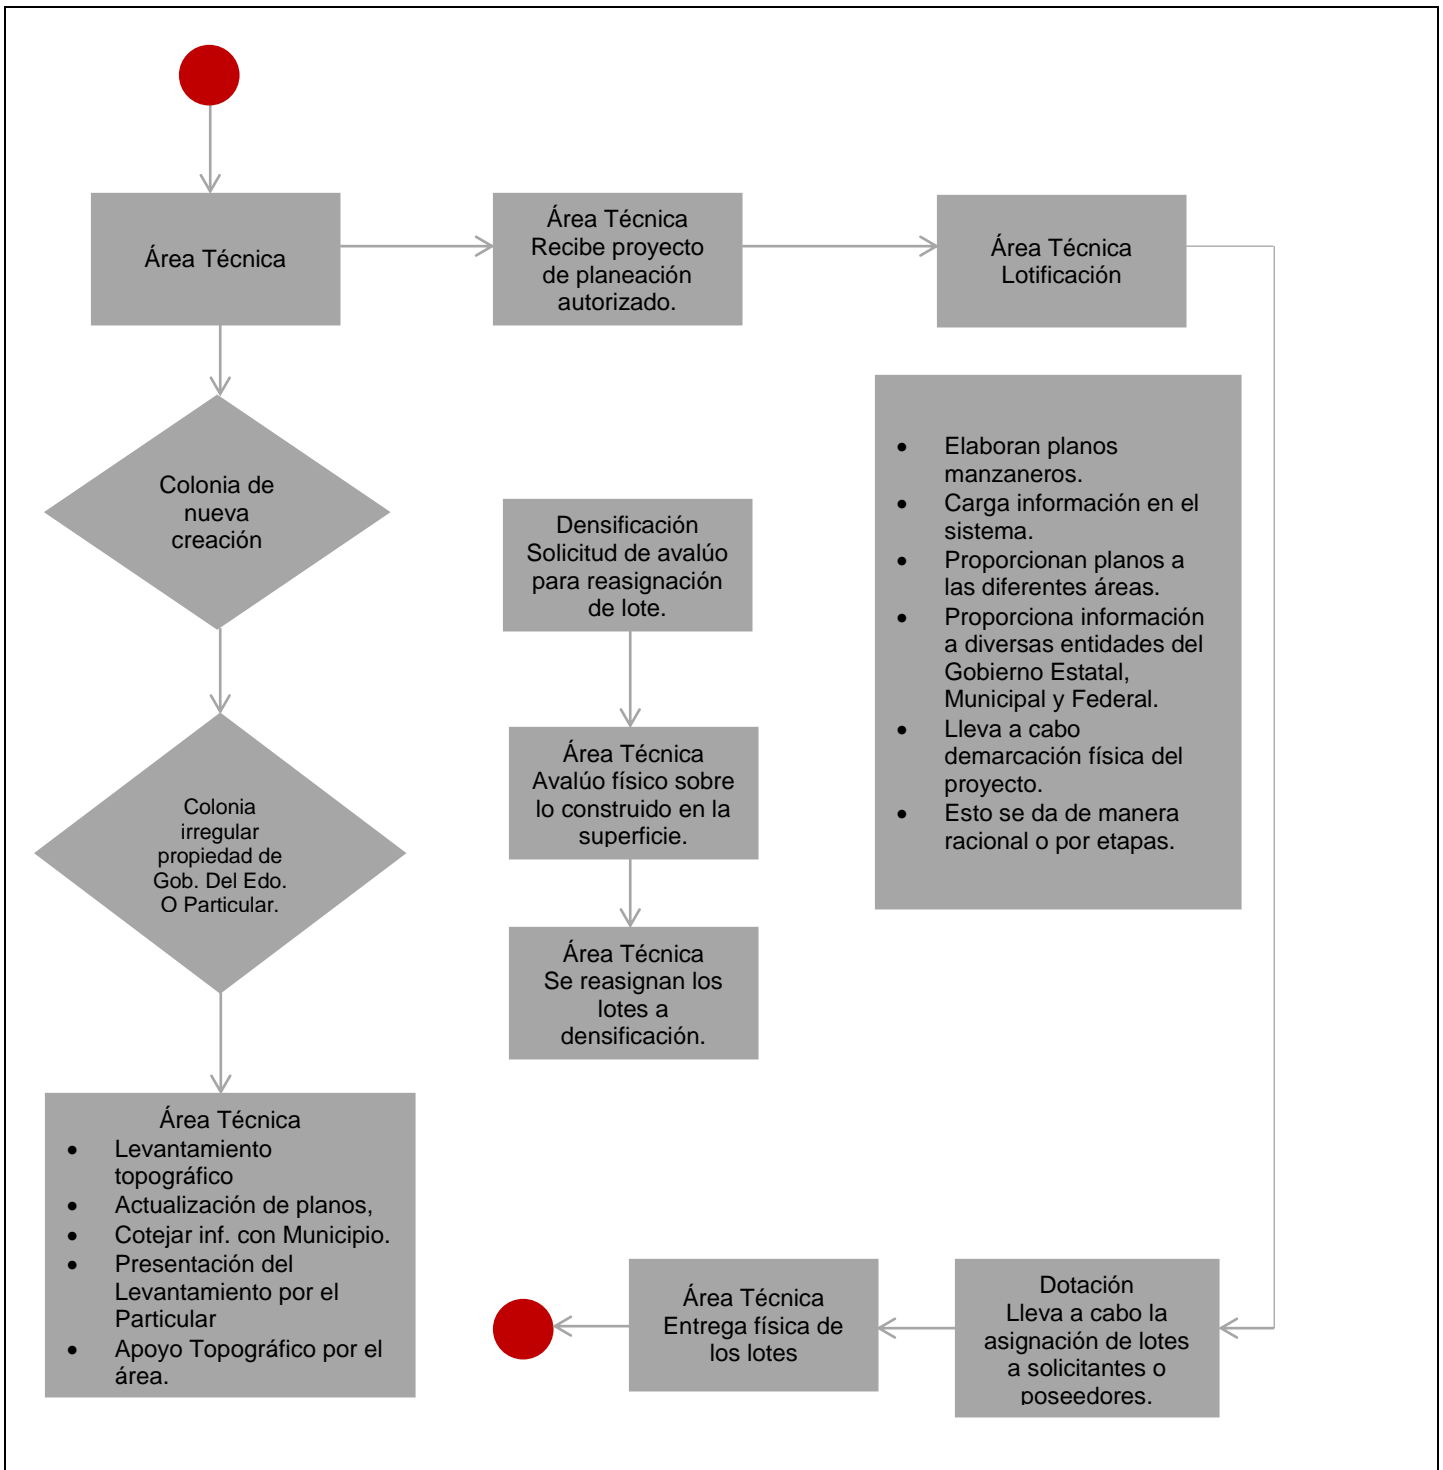 Área Técnica
Área Técnica
Recibe proyecto
de planeación
autorizado.
Área Técnica
Lotificación
Colonia de
nueva
creación
Densificación
Solicitud de avalúo
para reasignación
de lote.
• Elaboran planos
manzaneros.
• Carga información en el
sistema.
• Proporcionan planos a
las diferentes áreas.
• Proporciona información
a diversas entidades del
Gobierno Estatal,
Municipal y Federal.
• Lleva a cabo
demarcación física del
proyecto.
• Esto se da de manera
racional o por etapas.
Colonia
irregular
propiedad de
Gob. Del Edo.
O Particular.
Área Técnica
Avalúo físico sobre
lo construido en la
superficie.
Área Técnica
Se reasignan los
lotes a
densificación.
Área Técnica
• Levantamiento
topográfico
• Actualización de planos,
• Cotejar inf. con Municipio.
• Presentación del
Levantamiento por el
Particular
• Apoyo Topográfico por el
área.
Área Técnica
Entrega física de
los lotes
Dotación
Lleva a cabo la
asignación de lotes
a solicitantes o
poseedores.